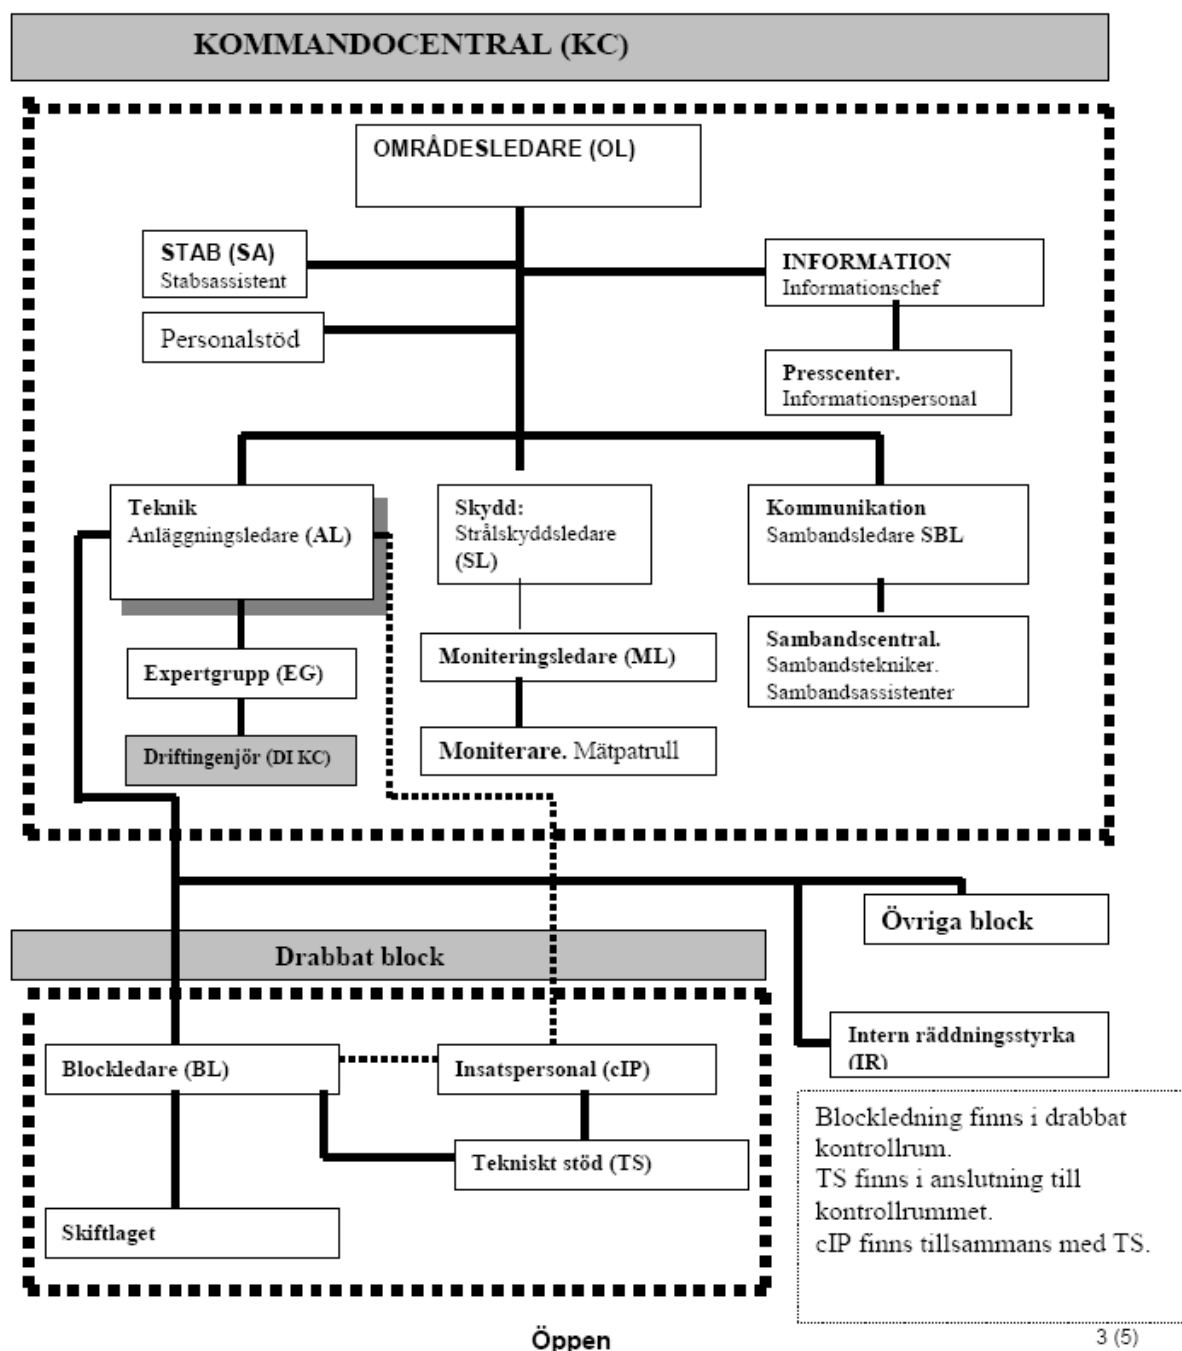 KOMMANDOCENTRAL (KC)
OMRÅDESLEDARE (OL)
STAB (SA)
Stabsassistent
INFORMATION
Informationschef
Personalstöd
Presscenter.
Informationspersonal
Teknik
Anläggningsledare (AL)
Skydd:
Strålskyddsledare
(SL)
Kommunikation
Sambandsledare SBL
Expertgrupp (EG)
Moniteringsledare (ML)
Sambandscentral.
Sambandstekniker.
Sambandsassistenter
Driftingenjör (DI KC)
Moniterare. Mätpatrull
Övriga block
Drabbat block
Blockledare (BL)
Insatspersonal (cIP)
Intern räddningsstyrka
(IR)
Tekniskt stöd (TS)
Skiftlaget
Blockledning finns i drabbat
kontrollrum.
TS finns i anslutning till
kontrollrummet.
cIP finns tillsammans med TS.
Öppen
3 (5)